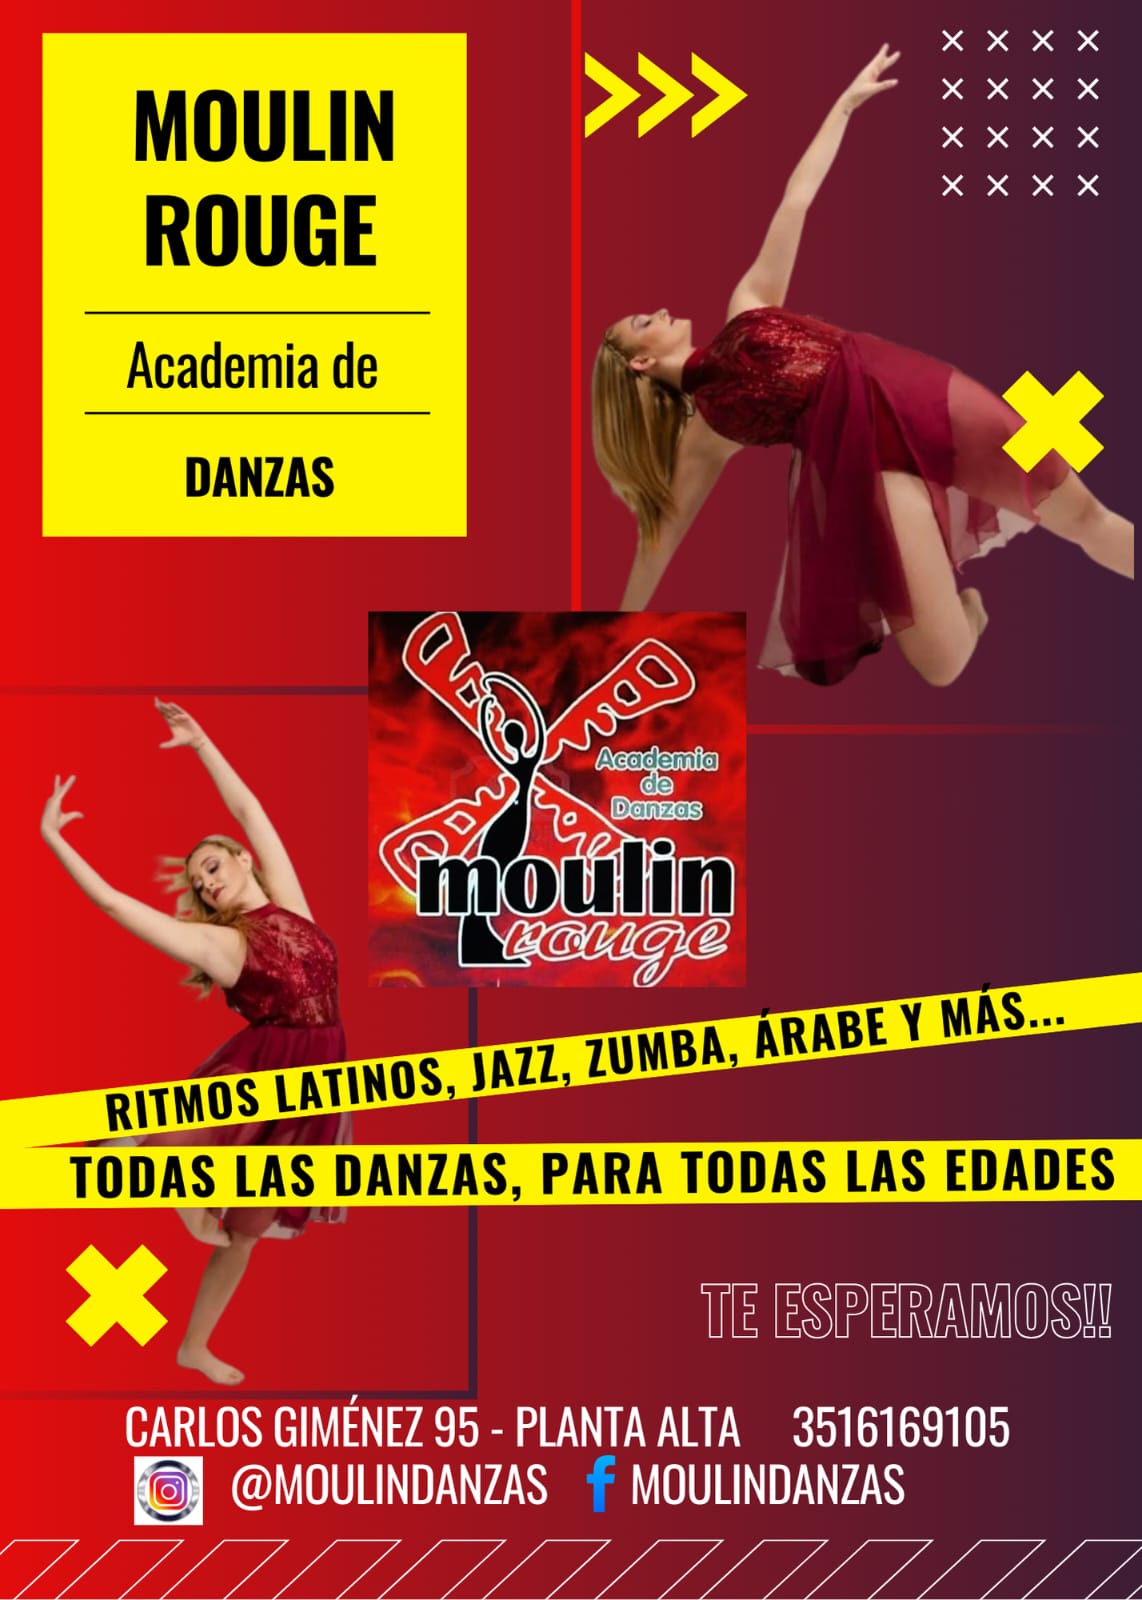 MOULIN
ROUGE
Academia de
DANZAS
Academia
de
Danzas
moulin
rouge
RITMOS LATINOS, JAZZ, ZUMBA, ÁRABE Y MÁS...
TODAS LAS DANZAS, PARA TODAS LAS EDADES
TE ESPERAMOS!!
CARLOS GIMÉNEZ 95 - PLANTA ALTA 3516169105
@MOULINDANZAS f MOULINDANZAS